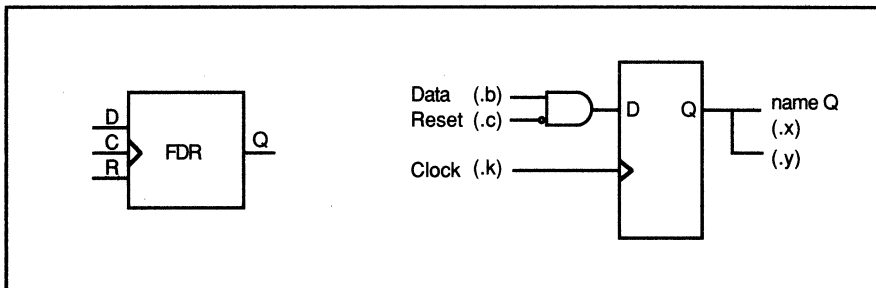 D
C
R
FDR
Q
Data (.b)
Reset (.c)
Clock (.k)
D
Q
name Q
(.x)
(.y)